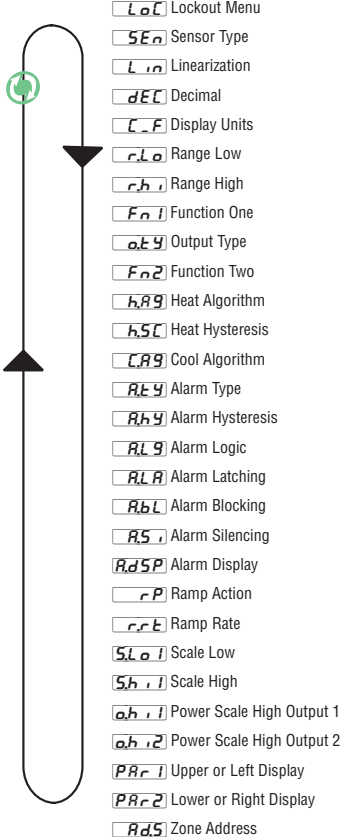 LoC Lockout Menu
SEn Sensor Type
Lin Linearization
dEC Decimal
C_F Display Units
r.Lo Range Low
r.hi Range High
Fn1 Function One
o.ty Output Type
Fn2 Function Two
h.Ag Heat Algorithm
h.SC Heat Hysteresis
C.Ag Cool Algorithm
A.ty Alarm Type
A.hy Alarm Hysteresis
A.Lg Alarm Logic
A.LA Alarm Latching
A.bL Alarm Blocking
A.Si Alarm Silencing
A.dSP Alarm Display
rP Ramp Action
r.rt Ramp Rate
S.Lo1 Scale Low
S.hi1 Scale High
o.hi1 Power Scale High Output 1
o.hi2 Power Scale High Output 2
PAr1 Upper or Left Display
PAr2 Lower or Right Display
Ad.S Zone Address